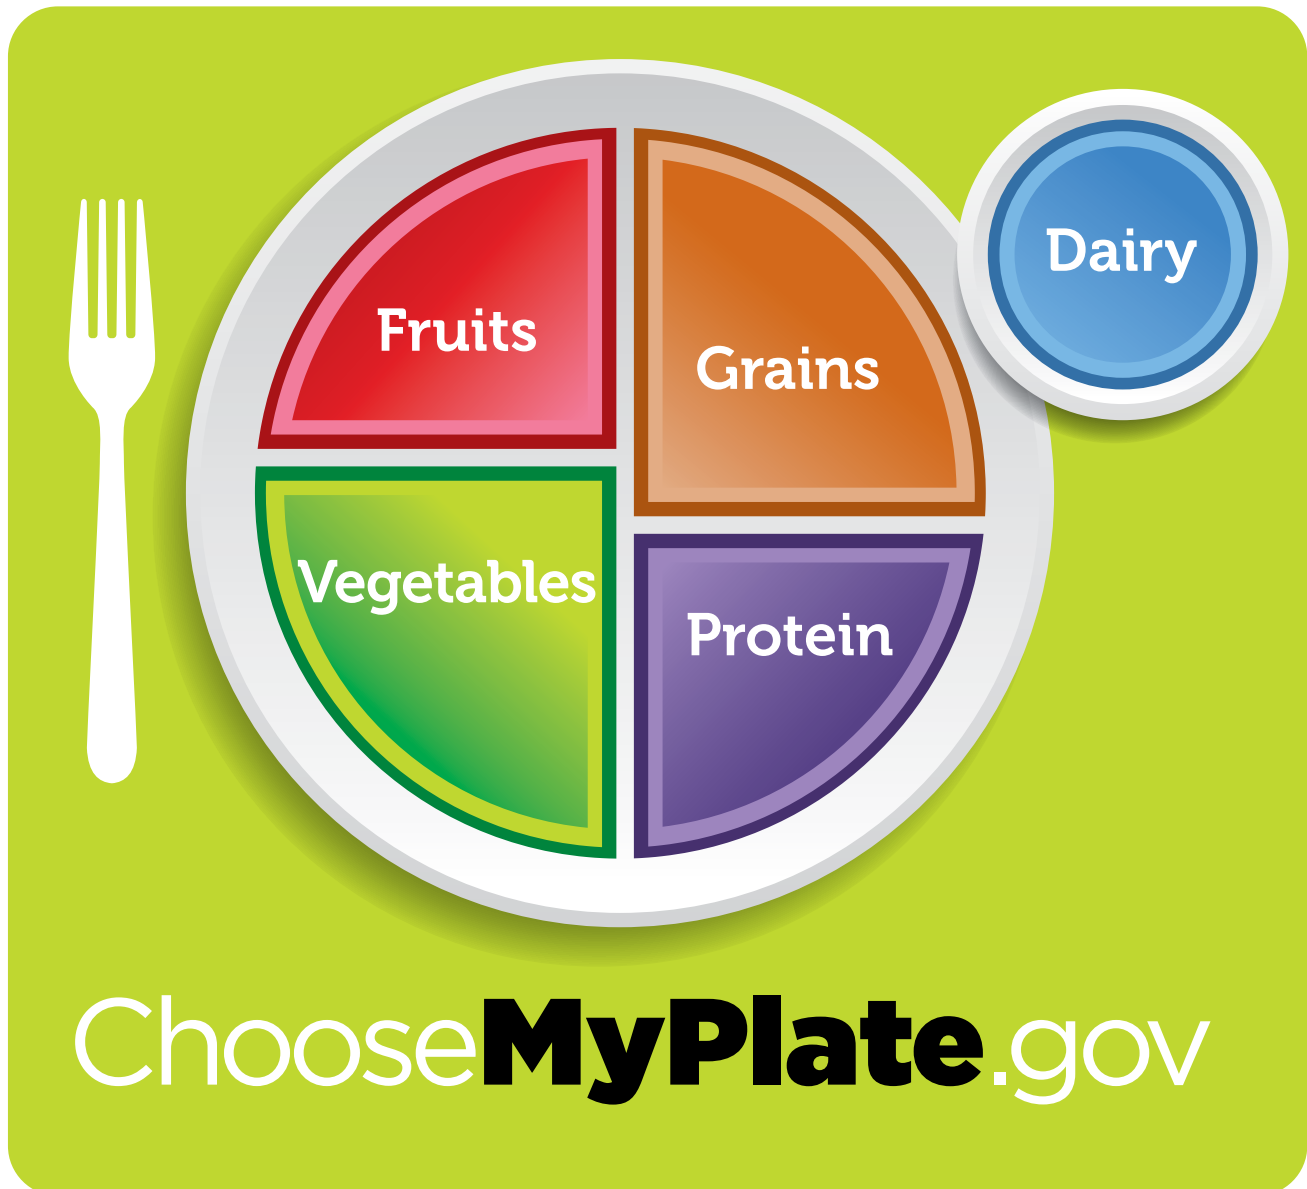 Fruits
Grains
Dairy
Vegetables
Protein
ChooseMyPlate.gov